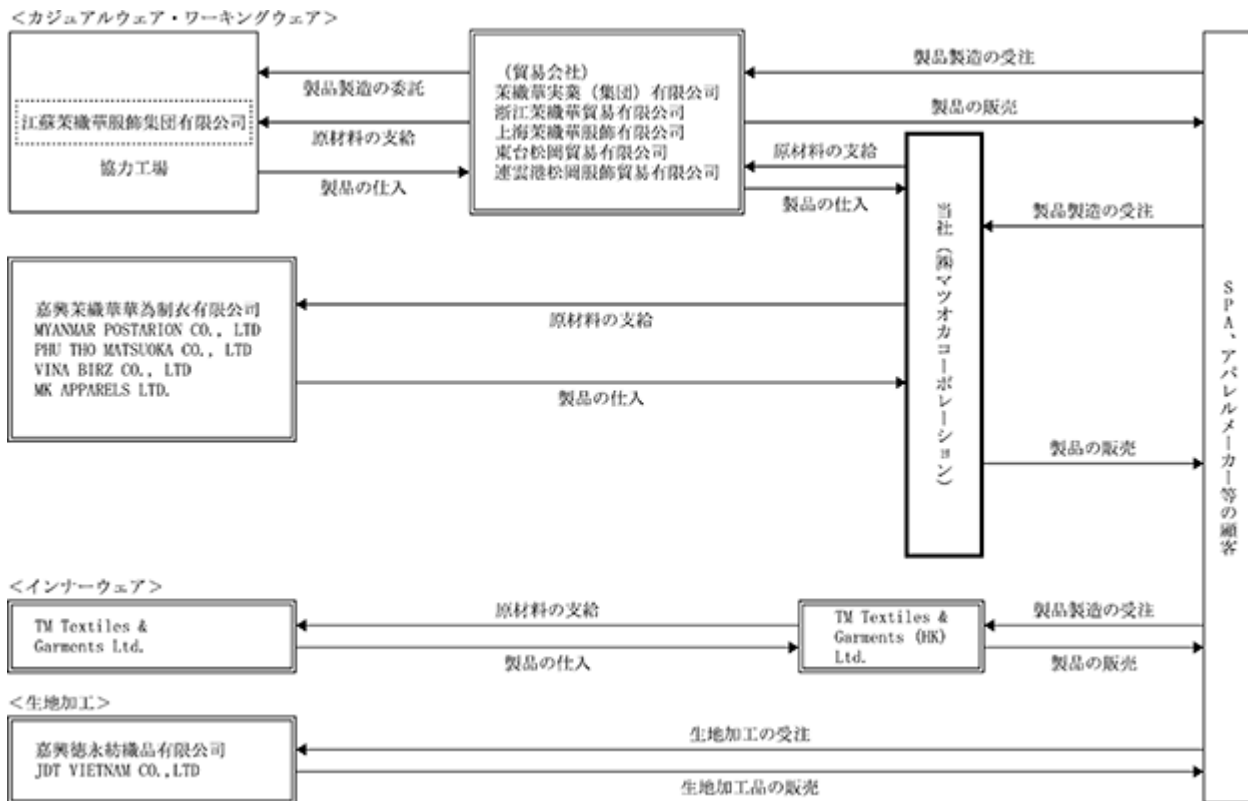 ＜カジュアルウェア・ワーキングウェア＞
江蘇茉織華服飾集団有限公司
協力工場
製品製造の委託
原材料の支給
製品の仕入
（貿易会社）
茉織華実業（集団）有限公司
浙江茉織華貿易有限公司
上海茉織華服飾有限公司
東台松岡貿易有限公司
連雲港松岡服飾貿易有限公司
製品製造の受注
製品の販売
原材料の支給
製品の仕入
当社（㈱マツオカコーポレーション）
製品製造の受注
製品の販売
SPA、アパレルメーカー等の顧客
嘉興茉織華華為制衣有限公司
MYANMAR POSTARION CO., LTD
PHU THO MATSUOKA CO., LTD
VINA BIRZ CO., LTD
MK APPARELS LTD.
原材料の支給
製品の仕入
＜インナーウェア＞
TM Textiles &
Garments Ltd.
原材料の支給
製品の仕入
TM Textiles &
Garments (HK)
Ltd.
製品製造の受注
製品の販売
＜生地加工＞
嘉興徳永紡織品有限公司
JDT VIETNAM CO.,LTD
生地加工の受注
生地加工品の販売